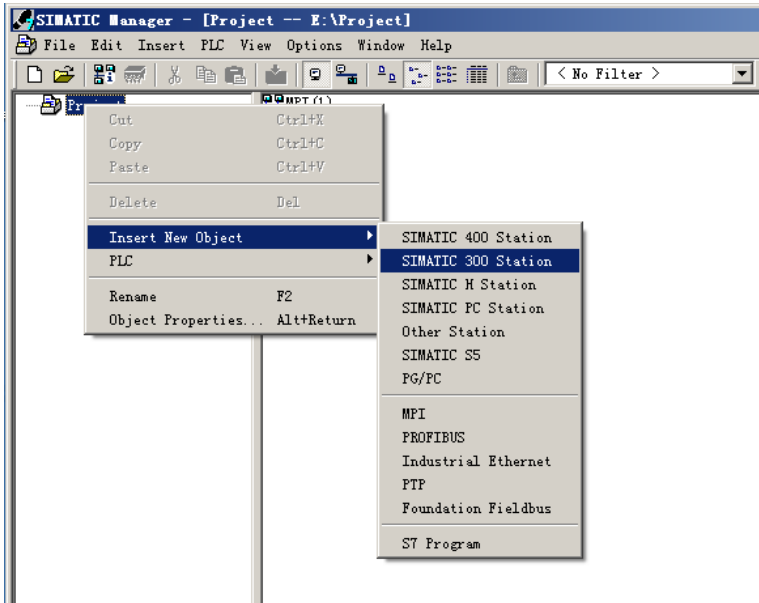 SIMATIC Manager - [Project -- E:\Project]
File Edit Insert PLC View Options Window Help
< No Filter >
MPI(1)
Cut Ctrl+X
Copy Ctrl+C
Paste Ctrl+V
Delete Del
Insert New Object
PLC
Rename F2
Object Properties... Alt+Return
SIMATIC 400 Station
SIMATIC 300 Station
SIMATIC H Station
SIMATIC PC Station
Other Station
SIMATIC S5
PG/PC
MPI
PROFIBUS
Industrial Ethernet
PTP
Foundation Fieldbus
S7 Program